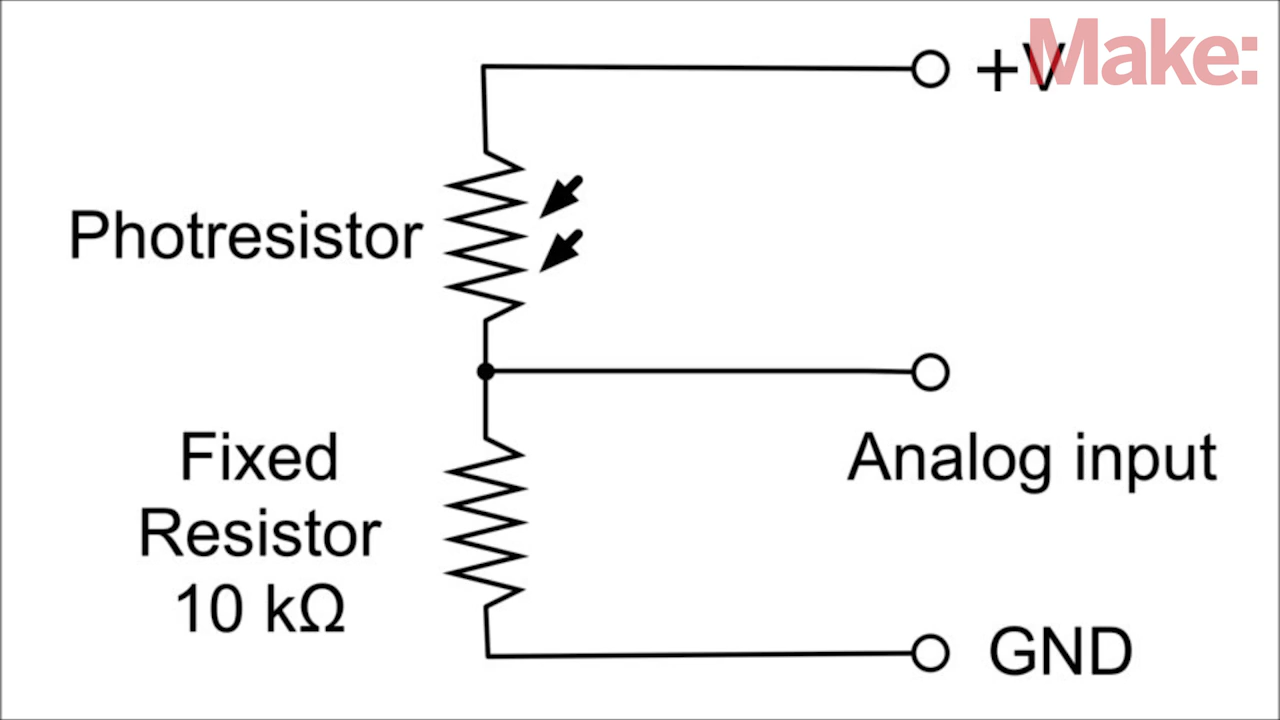 Make:
+V
Photresistor
Fixed
Resistor
10 kΩ
Analog input
GND